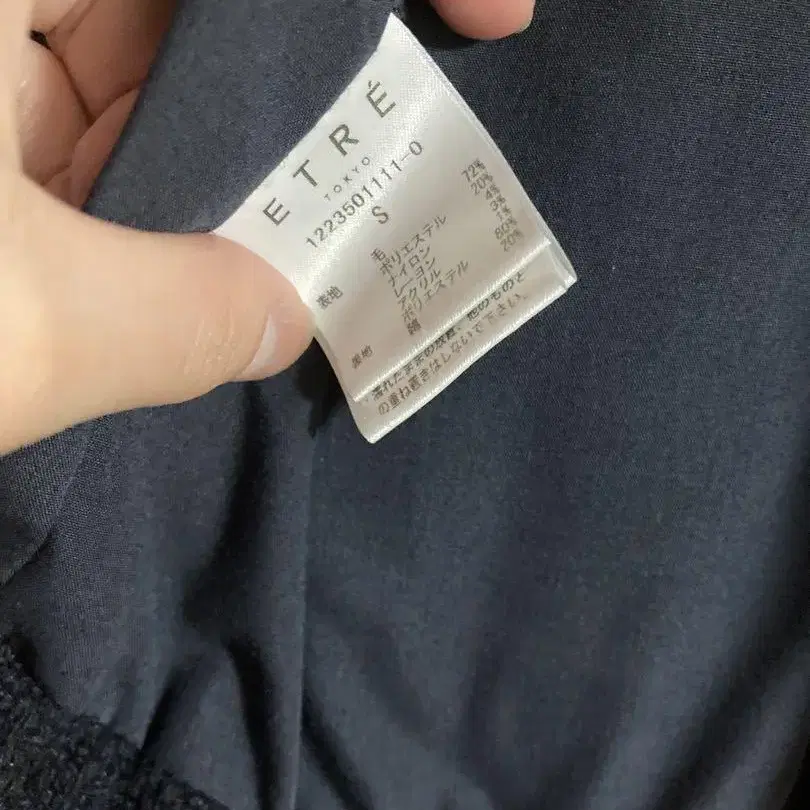 ETRÉ
TOKYO
1223501111-0
S
表地 毛 72%
ポリエステル 20%
ナイロン 4%
レーヨン 3%
アクリル 1%
裏地 ポリエステル 80%
綿 20%
濡れたままの放置、他のものと
の重ね置きはしないで下さい。